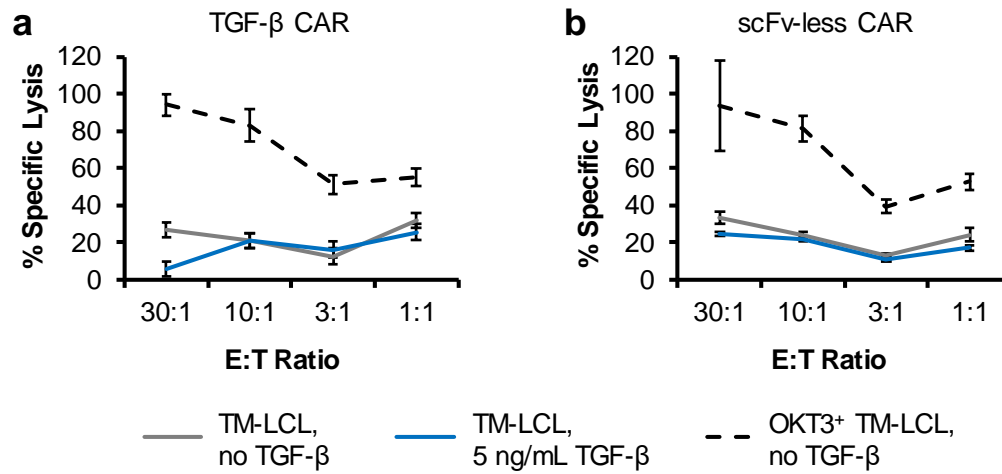 a
TGF-β CAR
% Specific Lysis
120
100
80
60
40
20
0
30:1 10:1 3:1 1:1
E:T Ratio
b
scFv-less CAR
% Specific Lysis
120
100
80
60
40
20
0
30:1 10:1 3:1 1:1
E:T Ratio
TM-LCL,
no TGF-β
TM-LCL,
5 ng/mL TGF-β
OKT3⁺ TM-LCL,
no TGF-β